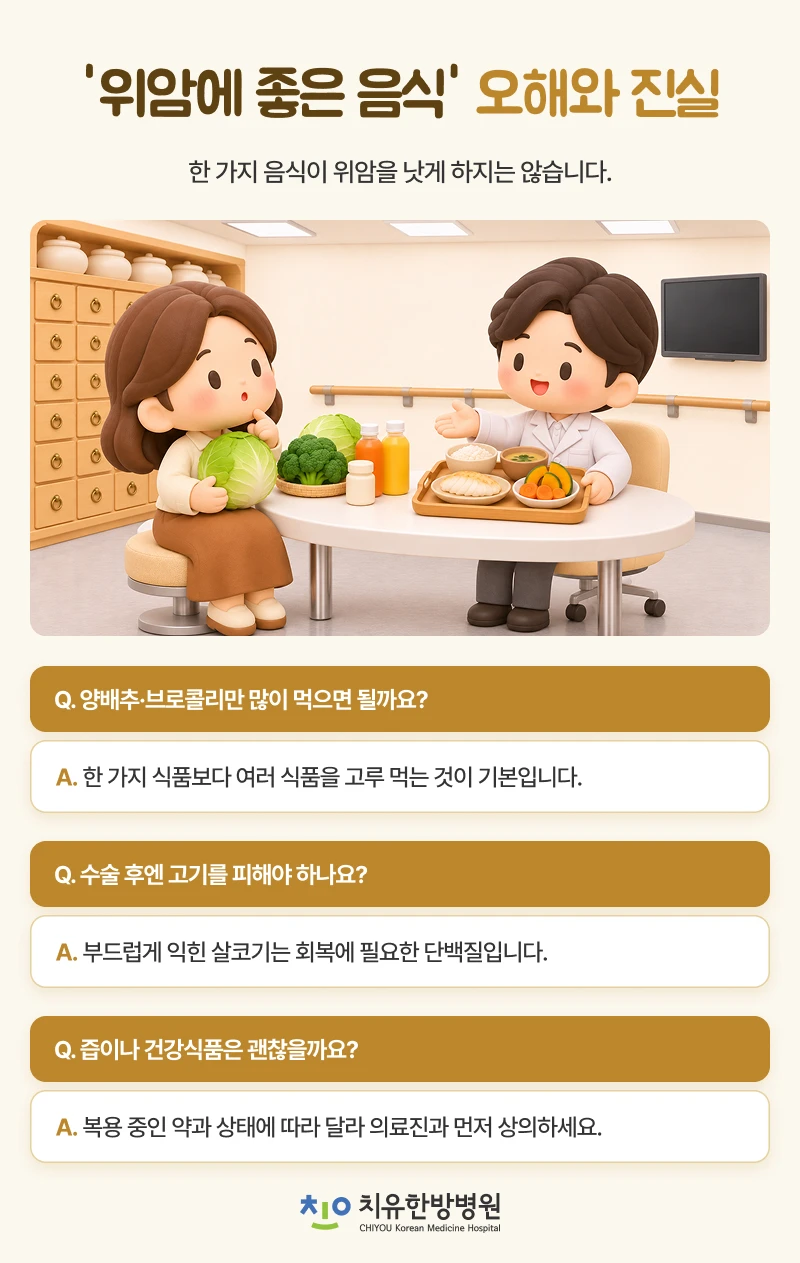 '위암에 좋은 음식' 오해와 진실
한 가지 음식이 위암을 낫게 하지는 않습니다.
Q. 양배추·브로콜리만 많이 먹으면 될까요?
A. 한 가지 식품보다 여러 식품을 고루 먹는 것이 기본입니다.
Q. 수술 후엔 고기를 피해야 하나요?
A. 부드럽게 익힌 살코기는 회복에 필요한 단백질입니다.
Q. 즙이나 건강식품은 괜찮을까요?
A. 복용 중인 약과 상태에 따라 달라 의료진과 먼저 상의하세요.
치유한방병원
CHIYOU Korean Medicine Hospital